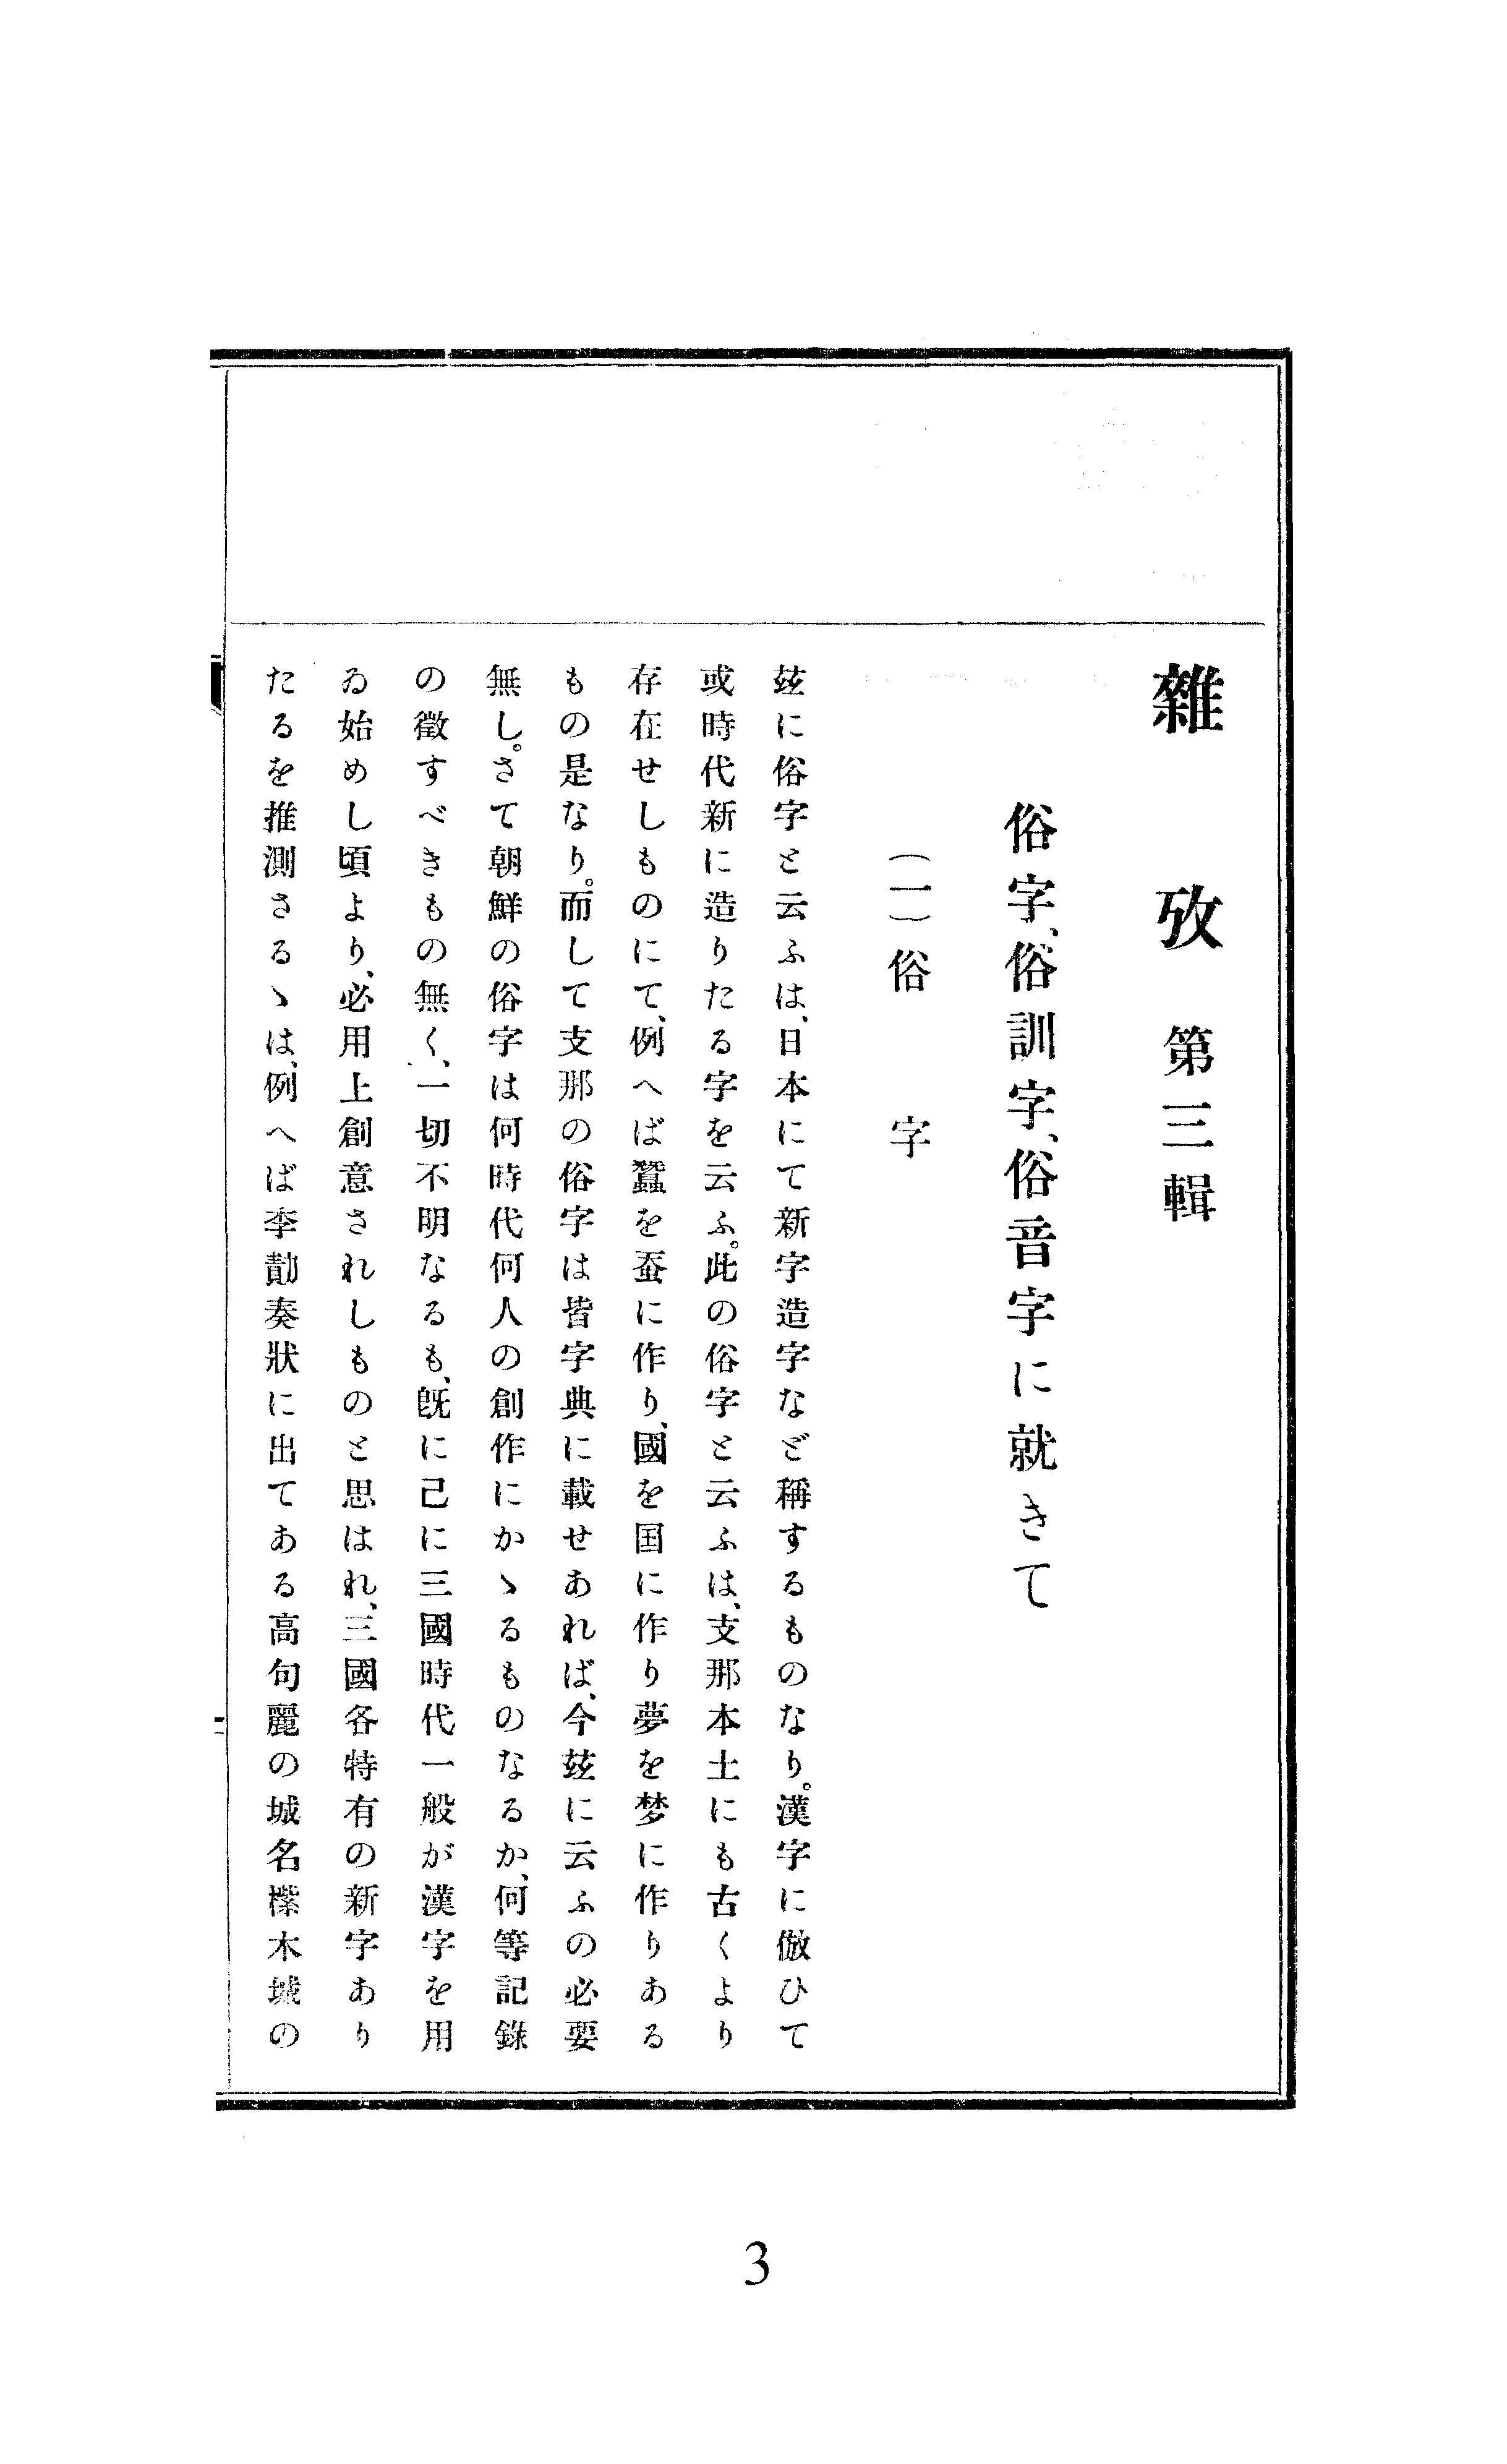 雜攷 第三輯
俗字、俗訓字、俗音字に就きて
(一)俗字
玆に俗字と云ふは、日本にて新字造字など稱するものなり。漢字に倣ひて
或時代新に造りたる字を云ふ。此の俗字と云ふは、支那本土にも古くより
存在せしものにて、例へば蠶を蚕に作り、國を国に作り夢を梦に作りある
もの是なり。而して支那の俗字は皆字典に載せあれば、今玆に云ふの必要
無し。さて朝鮮の俗字は何時代何人の創作にかゝるものなるか、何等記錄
の徵すべきもの無く、一切不明なるも、旣に己に三國時代一般が漢字を用
ゐ始めし頃より、必用上創意されしものと思はれ、三國各特有の新字あり
たるを推測さるゝは、例へば李勣奏狀に出てある高句麗の城名木城の
3